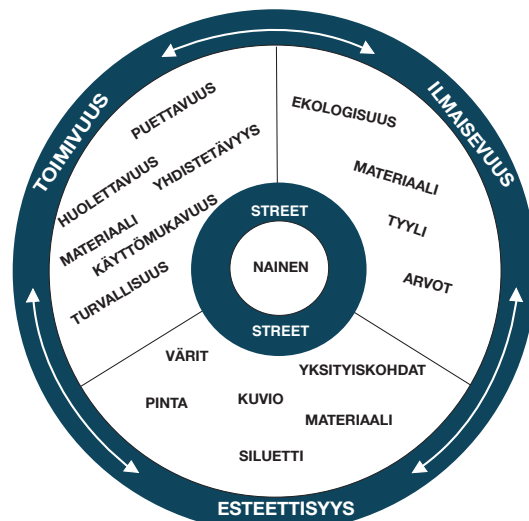 TOIMIVUUS
PUETTAVUUS
YHDISTETÄVYYS
HUOLETTAVUUS
MATERIAALI
KÄYTTÖMUKAVUUS
TURVALLISUUS
ILMAISEVUUS
EKOLOGISUUS
MATERIAALI
TYYLI
ARVOT
STREET
NAINEN
STREET
VÄRIT
YKSITYISKOHDAT
PINTA
KUVIO
MATERIAALI
SILUETTI
ESTEETTISYYS